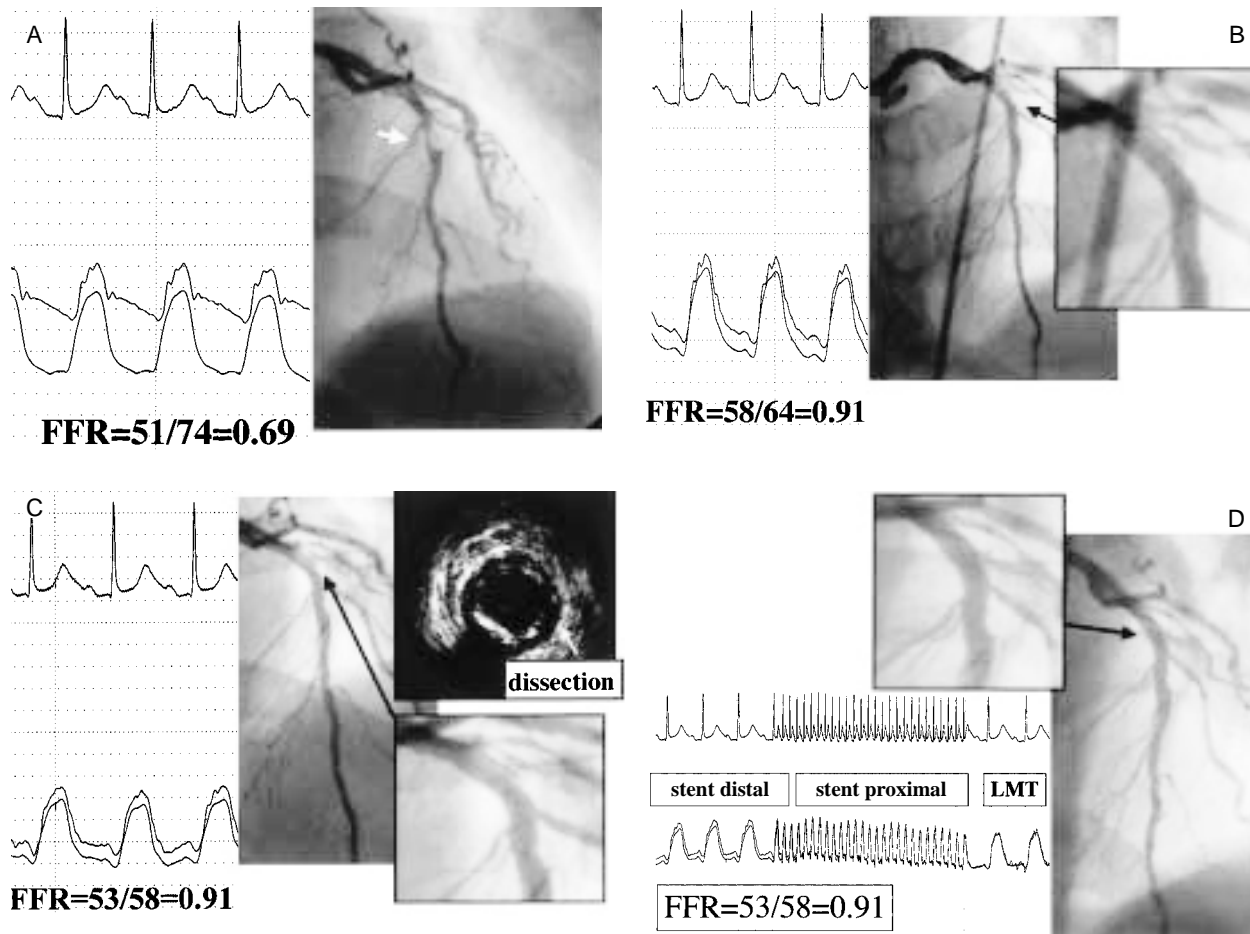 A
FFR=51/74=0.69
B
FFR=58/64=0.91
C
dissection
FFR=53/58=0.91
D
stent distal
stent proximal
LMT
FFR=53/58=0.91